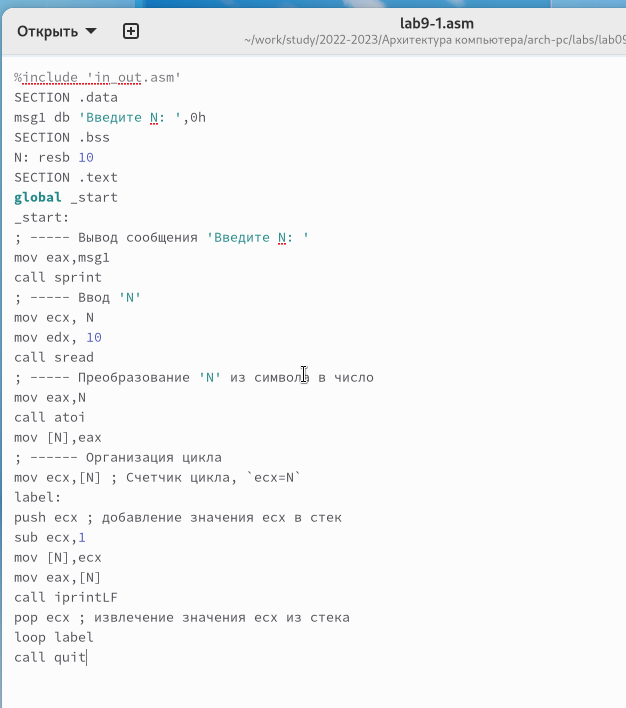 Открыть
lab9-1.asm
~/work/study/2022-2023/Архитектура компьютера/arch-pc/labs/lab09
%include 'in_out.asm'
SECTION .data
msg1 db 'Введите N: ',0h
SECTION .bss
N: resb 10
SECTION .text
global _start
_start:
; ----- Вывод сообщения 'Введите N: '
mov eax,msg1
call sprint
; ----- Ввод 'N'
mov ecx, N
mov edx, 10
call sread
; ----- Преобразование 'N' из символа в число
mov eax,N
call atoi
mov [N],eax
; ------ Организация цикла
mov ecx,[N] ; Счетчик цикла, `ecx=N`
label:
push ecx ; добавление значения ecx в стек
sub ecx,1
mov [N],ecx
mov eax,[N]
call iprintLF
pop ecx ; извлечение значения ecx из стека
loop label
call quit